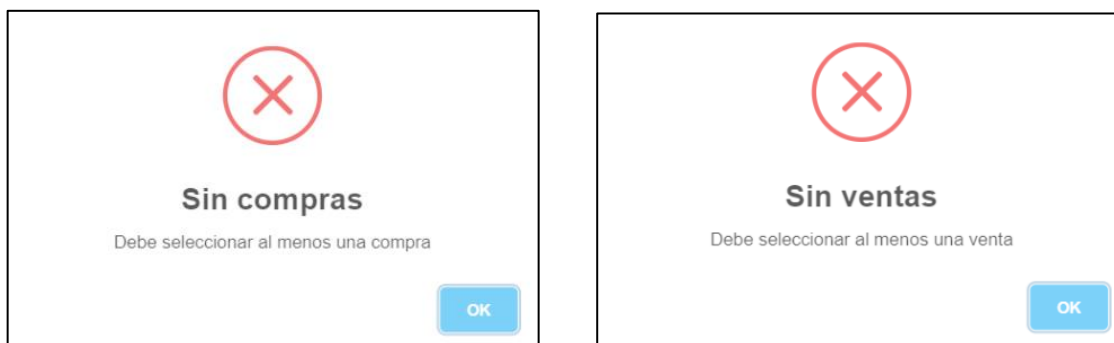 Sin compras
Debe seleccionar al menos una compra
OK
Sin ventas
Debe seleccionar al menos una venta
OK